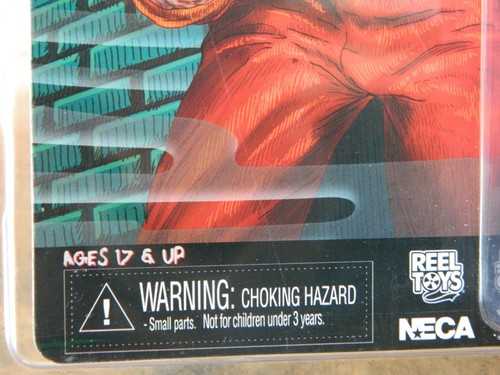 AGES 17 & UP
WARNING: CHOKING HAZARD
- Small parts. Not for children under 3 years.
REEL
TOYS
NECA